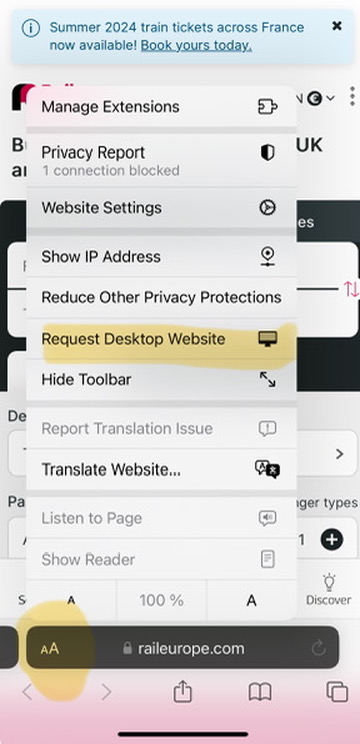 Summer 2024 train tickets across France
now available! Book yours today.
Manage Extensions
UK
Privacy Report
1 connection blocked
Website Settings
es
Show IP Address
Reduce Other Privacy Protections
Request Desktop Website
Hide Toolbar
De
Report Translation Issue
Translate Website...
Pa
ger types
Listen to Page
1
Show Reader
A
100 %
A
Discover
AA
raileurope.com